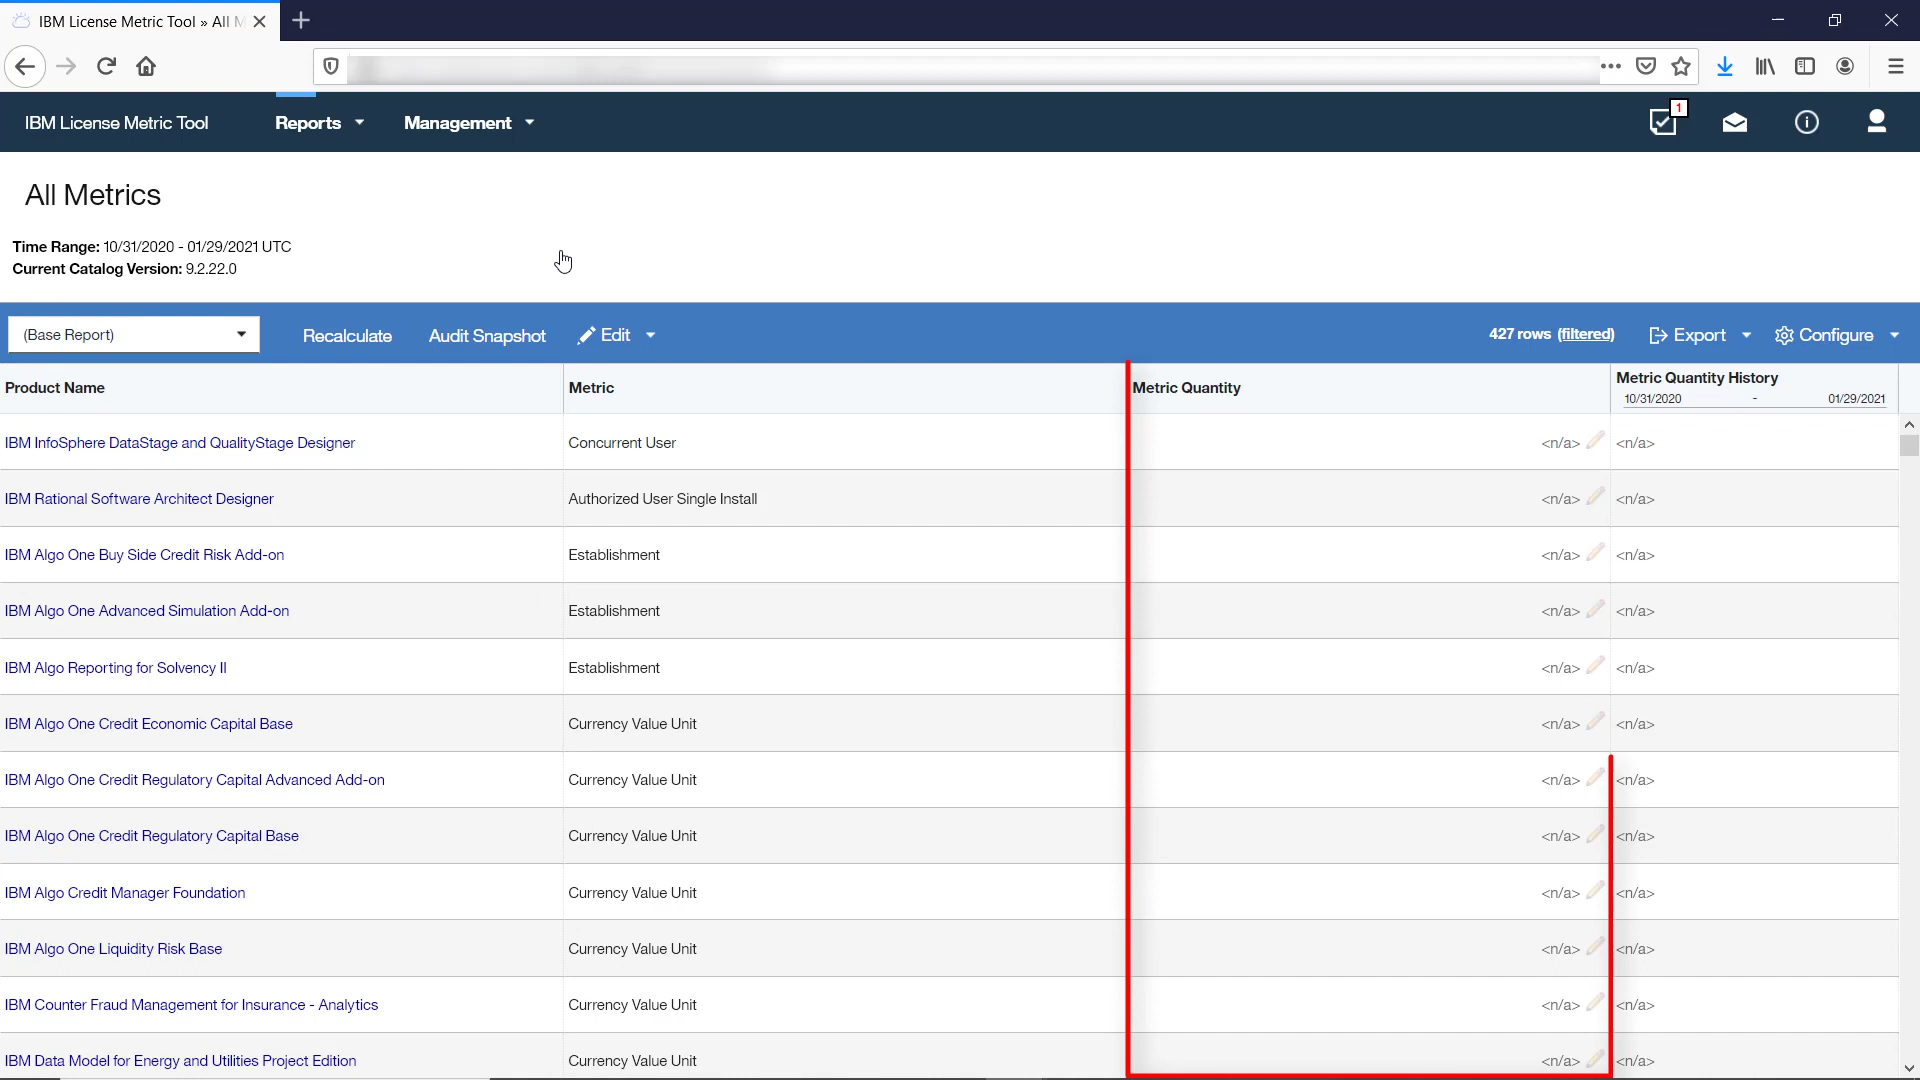 IBM License Metric Tool » All M
IBM License Metric Tool Reports Management 1
All Metrics
Time Range: 10/31/2020 - 01/29/2021 UTC
Current Catalog Version: 9.2.22.0
(Base Report) Recalculate Audit Snapshot Edit 427 rows (filtered) Export Configure
Product Name Metric Metric Quantity Metric Quantity History
10/31/2020 - 01/29/2021
IBM InfoSphere DataStage and QualityStage Designer Concurrent User <n/a> <n/a>
IBM Rational Software Architect Designer Authorized User Single Install <n/a> <n/a>
IBM Algo One Buy Side Credit Risk Add-on Establishment <n/a> <n/a>
IBM Algo One Advanced Simulation Add-on Establishment <n/a> <n/a>
IBM Algo Reporting for Solvency II Establishment <n/a> <n/a>
IBM Algo One Credit Economic Capital Base Currency Value Unit <n/a> <n/a>
IBM Algo One Credit Regulatory Capital Advanced Add-on Currency Value Unit <n/a> <n/a>
IBM Algo One Credit Regulatory Capital Base Currency Value Unit <n/a> <n/a>
IBM Algo Credit Manager Foundation Currency Value Unit <n/a> <n/a>
IBM Algo One Liquidity Risk Base Currency Value Unit <n/a> <n/a>
IBM Counter Fraud Management for Insurance - Analytics Currency Value Unit <n/a> <n/a>
IBM Data Model for Energy and Utilities Project Edition Currency Value Unit <n/a> <n/a>